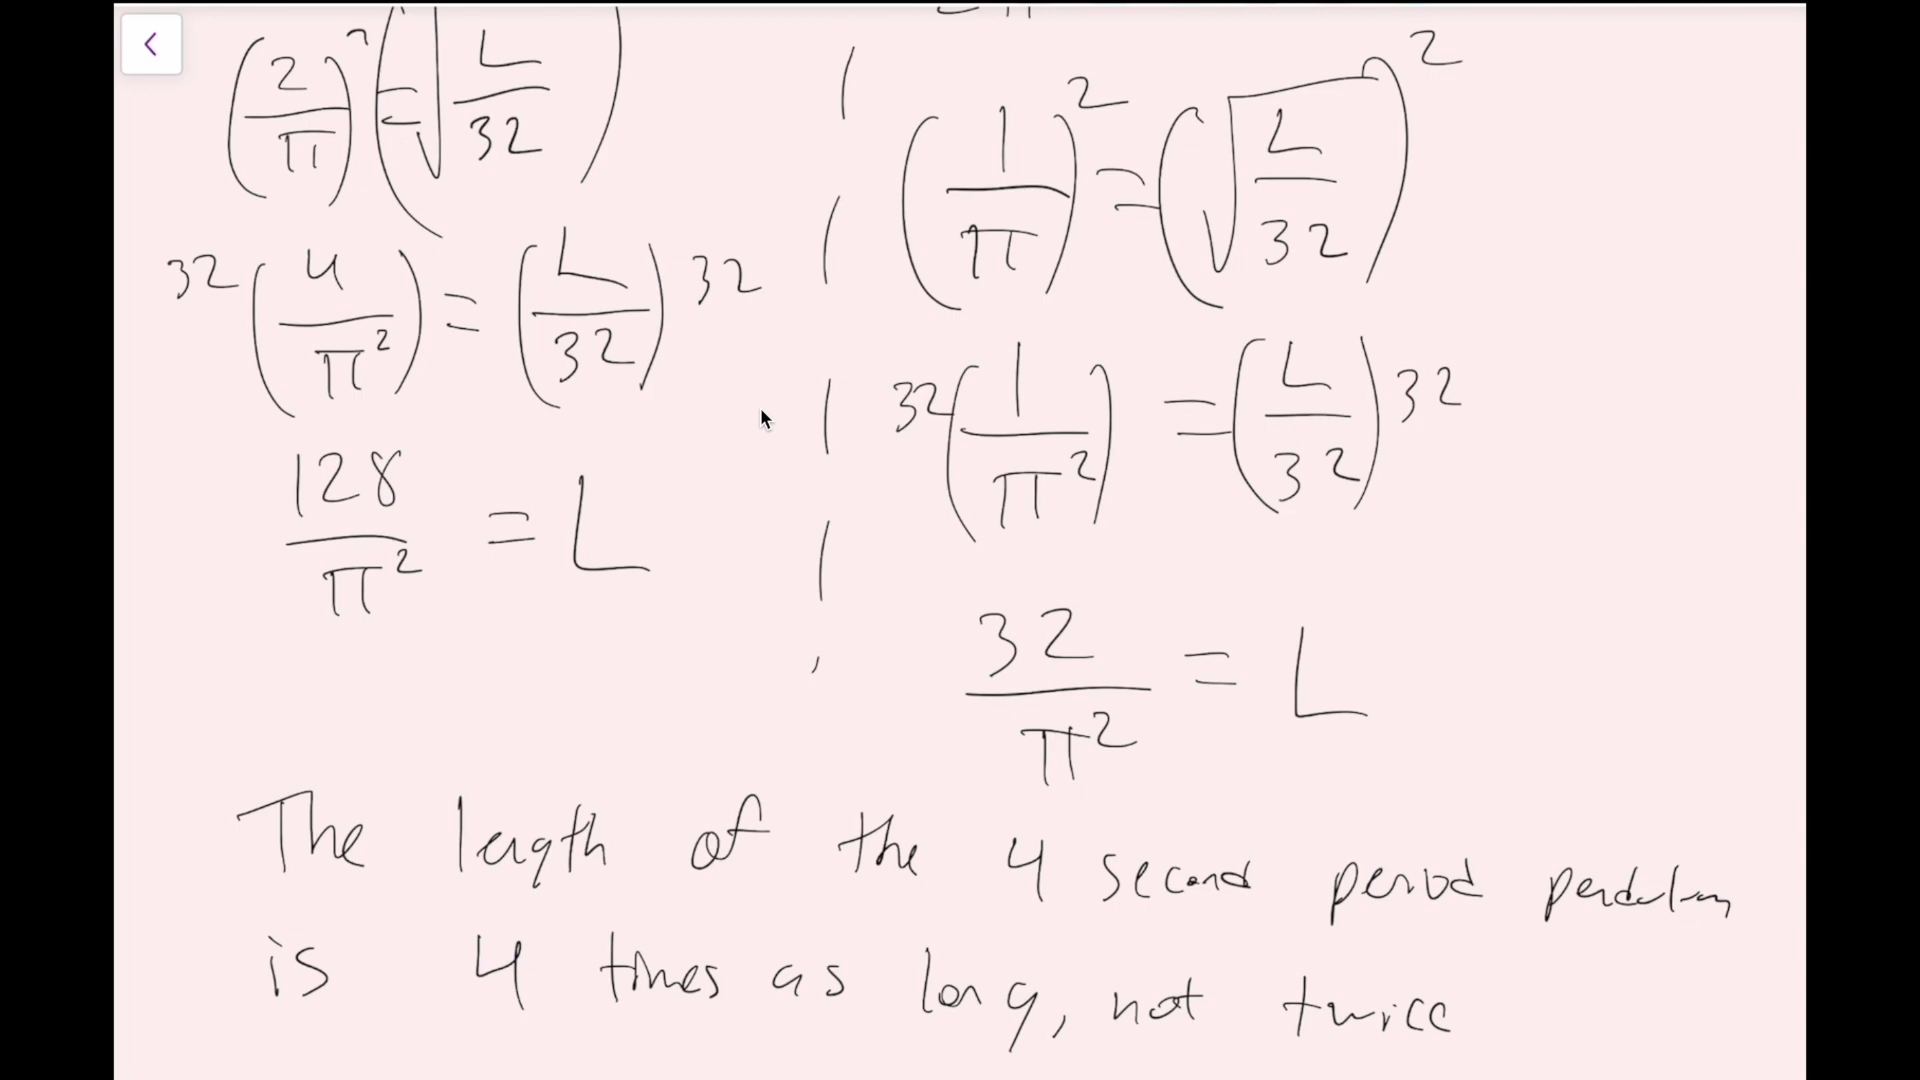 (2/π)² = (√(L/32))
(1/π)² = (√(L/32))²
32(4/π²) = (L/32)32
32(1/π²) = (L/32)32
128/π² = L
32/π² = L
The length of the 4 second period pendulum
is 4 times as long, not twice